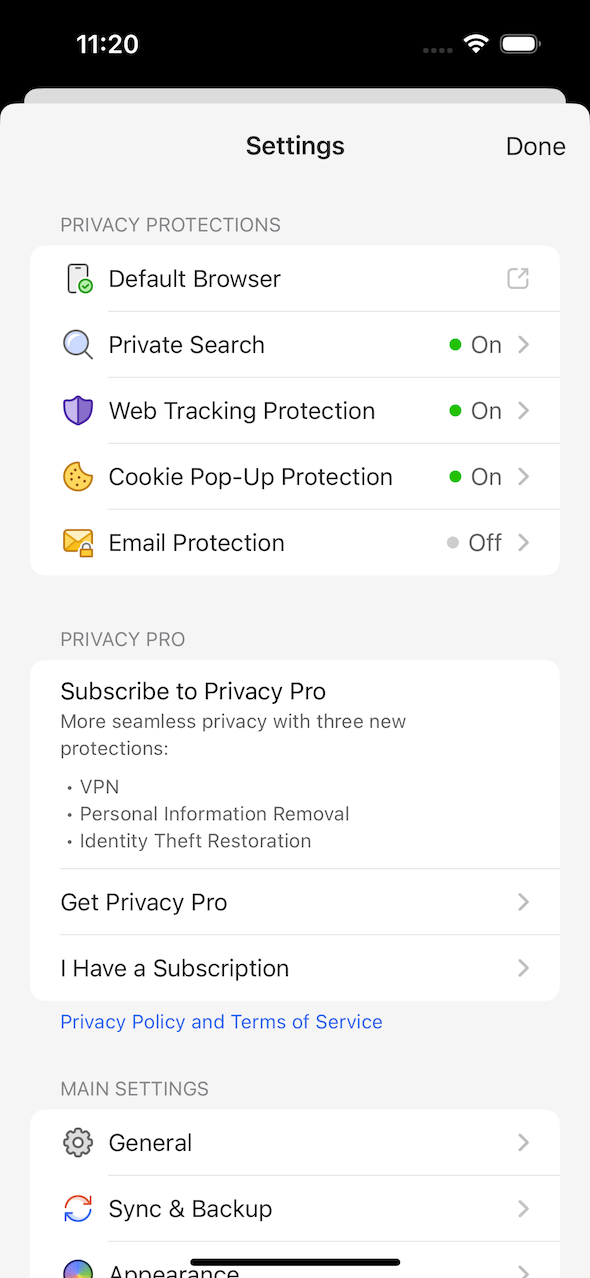 11:20
Settings
Done
PRIVACY PROTECTIONS
Default Browser
Private Search
On
Web Tracking Protection
On
Cookie Pop-Up Protection
On
Email Protection
Off
PRIVACY PRO
Subscribe to Privacy Pro
More seamless privacy with three new
protections:
• VPN
• Personal Information Removal
• Identity Theft Restoration
Get Privacy Pro
I Have a Subscription
Privacy Policy and Terms of Service
MAIN SETTINGS
General
Sync & Backup
Appearance